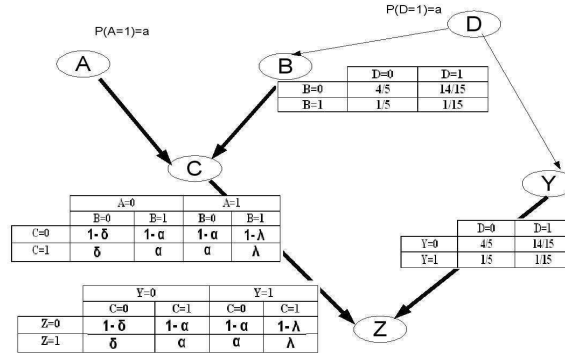 P(A=1)=a
P(D=1)=a
A
B
D
D=0 D=1
B=0 4/5 14/15
B=1 1/5 1/15
C
Y
A=0 A=1
B=0 B=1 B=0 B=1
C=0 1-δ 1-α 1-α 1-λ
C=1 δ α α λ
D=0 D=1
Y=0 4/5 14/15
Y=1 1/5 1/15
Y=0 Y=1
C=0 C=1 C=0 C=1
Z=0 1-δ 1-α 1-α 1-λ
Z=1 δ α α λ
Z